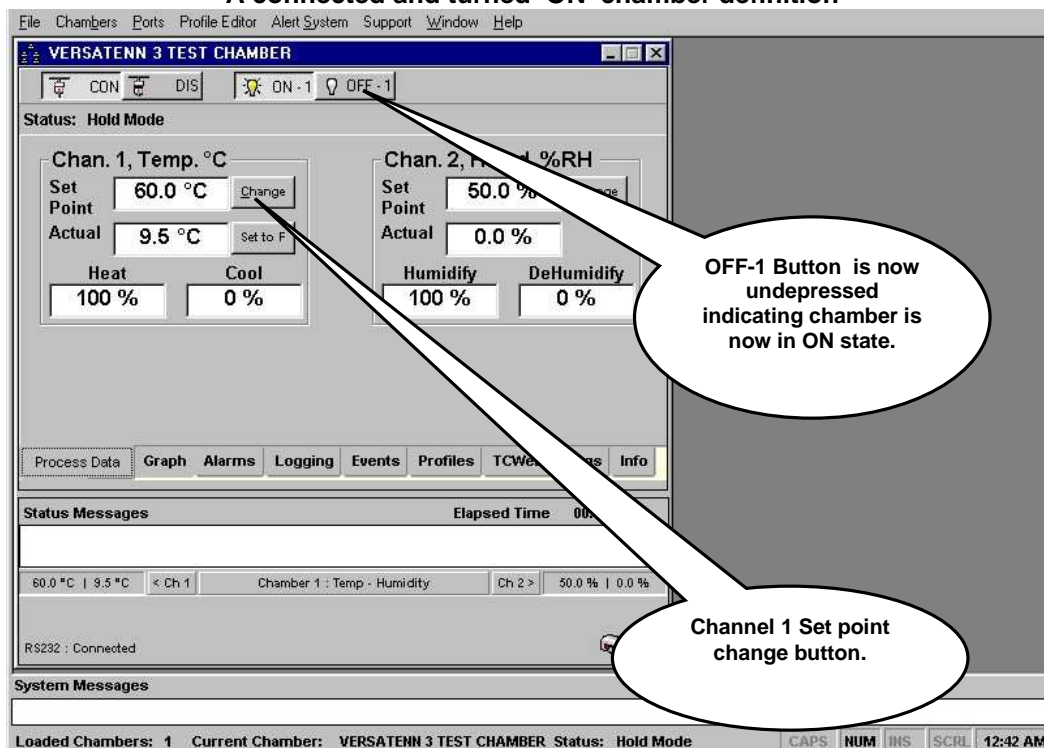 A connected and turned 'ON' chamber definition
File Chambers Ports Profile Editor Alert System Support Window Help
VERSATENN 3 TEST CHAMBER
CON DIS ON - 1 OFF - 1
Status: Hold Mode
Chan. 1, Temp. °C
Set Point 60.0 °C Change
Actual 9.5 °C Set to F
Heat Cool
100 % 0 %
Chan. 2, %RH
Set Point 50.0 %
Actual 0.0 %
Humidify DeHumidify
100 % 0 %
OFF-1 Button is now
undepressed
indicating chamber is
now in ON state.
Process Data Graph Alarms Logging Events Profiles Info
Status Messages Elapsed Time
60.0 °C | 9.5 °C < Ch 1 Chamber 1 : Temp - Humidity Ch 2 > 50.0 % | 0.0 %
RS232 : Connected
Channel 1 Set point
change button.
System Messages
Loaded Chambers: 1 Current Chamber: VERSATENN 3 TEST CHAMBER Status: Hold Mode CAPS NUM INS SCRL 12:42 AM